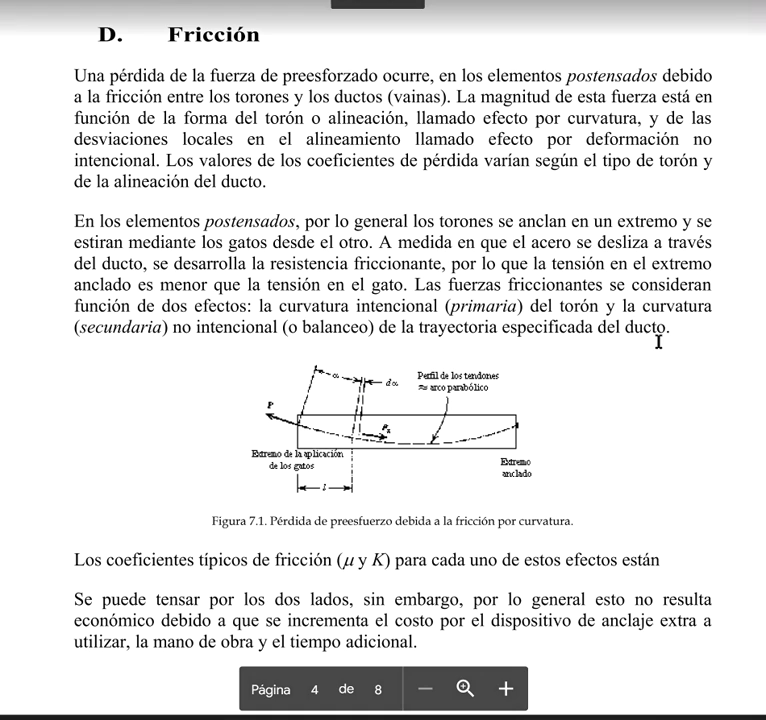 D. Fricción
Una pérdida de la fuerza de preesforzado ocurre, en los elementos postensados debido
a la fricción entre los torones y los ductos (vainas). La magnitud de esta fuerza está en
función de la forma del torón o alineación, llamado efecto por curvatura, y de las
desviaciones locales en el alineamiento llamado efecto por deformación no
intencional. Los valores de los coeficientes de pérdida varían según el tipo de torón y
de la alineación del ducto.
En los elementos postensados, por lo general los torones se anclan en un extremo y se
estiran mediante los gatos desde el otro. A medida en que el acero se desliza a través
del ducto, se desarrolla la resistencia friccionante, por lo que la tensión en el extremo
anclado es menor que la tensión en el gato. Las fuerzas friccionantes se consideran
función de dos efectos: la curvatura intencional (primaria) del torón y la curvatura
(secundaria) no intencional (o balanceo) de la trayectoria especificada del ducto.
α
dα
Perfil de los tendones
≈ arco parabólico
P
Pₓ
Extremo de la aplicación
de los gatos
Extremo
anclado
l
Figura 7.1. Pérdida de preesfuerzo debida a la fricción por curvatura.
Los coeficientes típicos de fricción (μ y K) para cada uno de estos efectos están
Se puede tensar por los dos lados, sin embargo, por lo general esto no resulta
económico debido a que se incrementa el costo por el dispositivo de anclaje extra a
utilizar, la mano de obra y el tiempo adicional.
Página 4 de 8